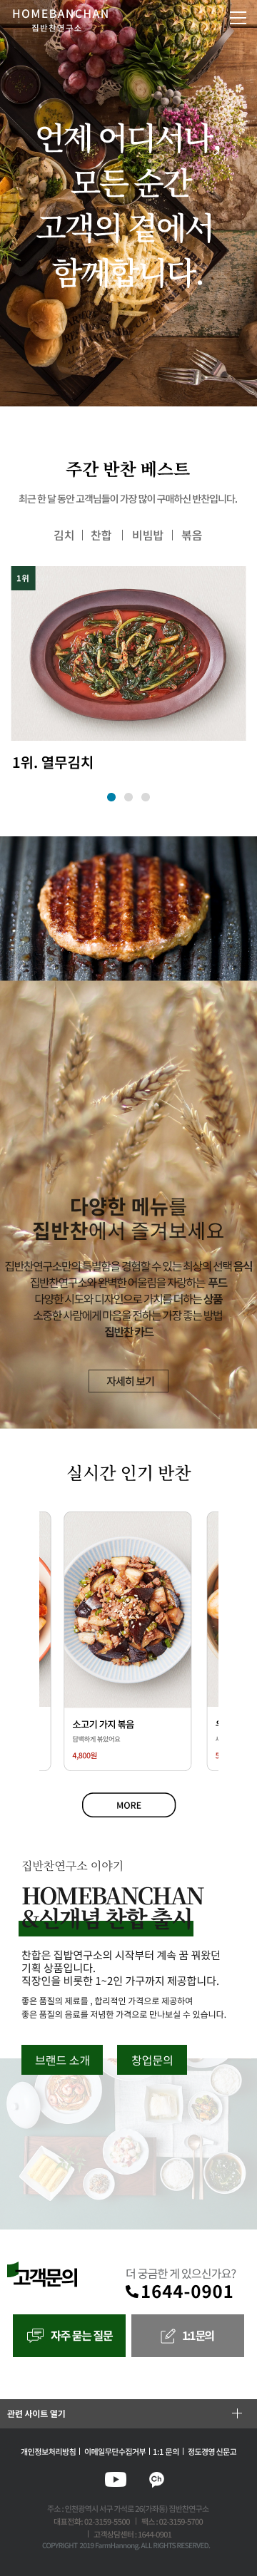 HOMEBANCHAN
집반찬연구소
언제 어디서나,
모든 순간
고객의 곁에서
함께합니다.
주간 반찬 베스트
최근 한 달 동안 고객님들이 가장 많이 구매하신 반찬입니다.
김치 | 찬합 | 비빔밥 | 볶음
1위
1위. 열무김치
다양한 메뉴를
집반찬에서 즐겨보세요
집반찬연구소만의 특별함을 경험할 수 있는 최상의 선택 음식
집반찬연구소와 완벽한 어울림을 자랑하는 푸드
다양한 시도와 디자인으로 가치를 더하는 상품
소중한 사람에게 마음을 전하는 가장 좋는 방법
집반찬 카드
자세히 보기
실시간 인기 반찬
소고기 가지 볶음
담백하게 볶았어요
4,800원
MORE
집반찬연구소 이야기
HOMEBANCHAN
&신개념 찬합 출시
찬합은 집밥연구소의 시작부터 계속 꿈 꿔왔던
기획 상품입니다.
직장인을 비롯한 1~2인 가구까지 제공합니다.
좋은 품질의 제료를 , 합리적인 가격으로 제공하여
좋은 품질의 음료를 저념한 가격으로 만나보실 수 있습니다.
브랜드 소개
창업문의
고객문의
더 궁금한 게 있으신가요?
1644-0901
자주 묻는 질문
1:1 문의
관련 사이트 열기
개인정보처리방침 | 이메일무단수집거부 | 1:1 문의 | 정도경영 신문고
Ch
주소 : 인천광역시 서구 가석로 26(가좌동) 집반찬연구소
대표전화: 02-3159-5500 | 팩스 : 02-3159-5700
| 고객상담센터 : 1644-0901
COPYRIGHT 2019 FarmHannong. ALL RIGHTS RESERVED.